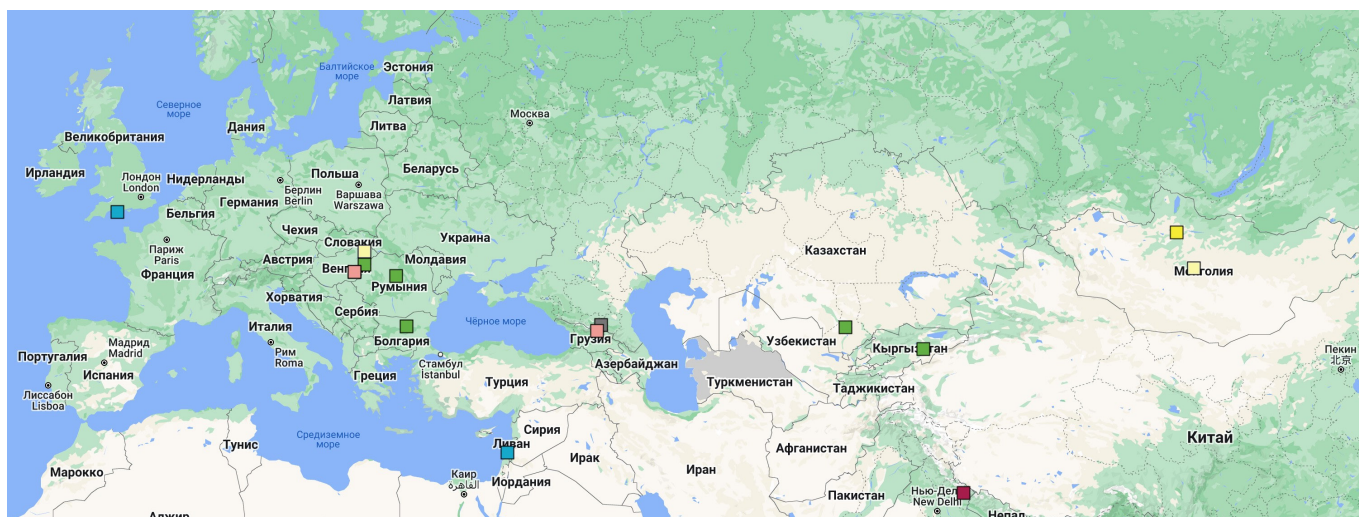 Балтийское
море
Эстония
Латвия
Литва
Москва
Северное
море
Великобритания
Дания
Ирландия
Лондон
London
Нидерланды
Польша
Беларусь
Берлин
Berlin
Варшава
Warszawa
Германия
Бельгия
Чехия
Словакия
Украина
Париж
Paris
Франция
Австрия
Молдавия
Румыния
Хорватия
Сербия
Италия
Болгария
Чёрное море
Грузия
Азербайджан
Казахстан
Узбекистан
Туркменистан
Таджикистан
Пекин
北京
Мадрид
Madrid
Португалия
Испания
Рим
Roma
Стамбул
İstanbul
Греция
Турция
Лиссабон
Lisboa
Средиземное
море
Тунис
Сирия
Ливан
Ирак
Иран
Афганистан
Китай
Марокко
Каир
القاهرة
Иордания
Пакистан
New Delhi
Непал